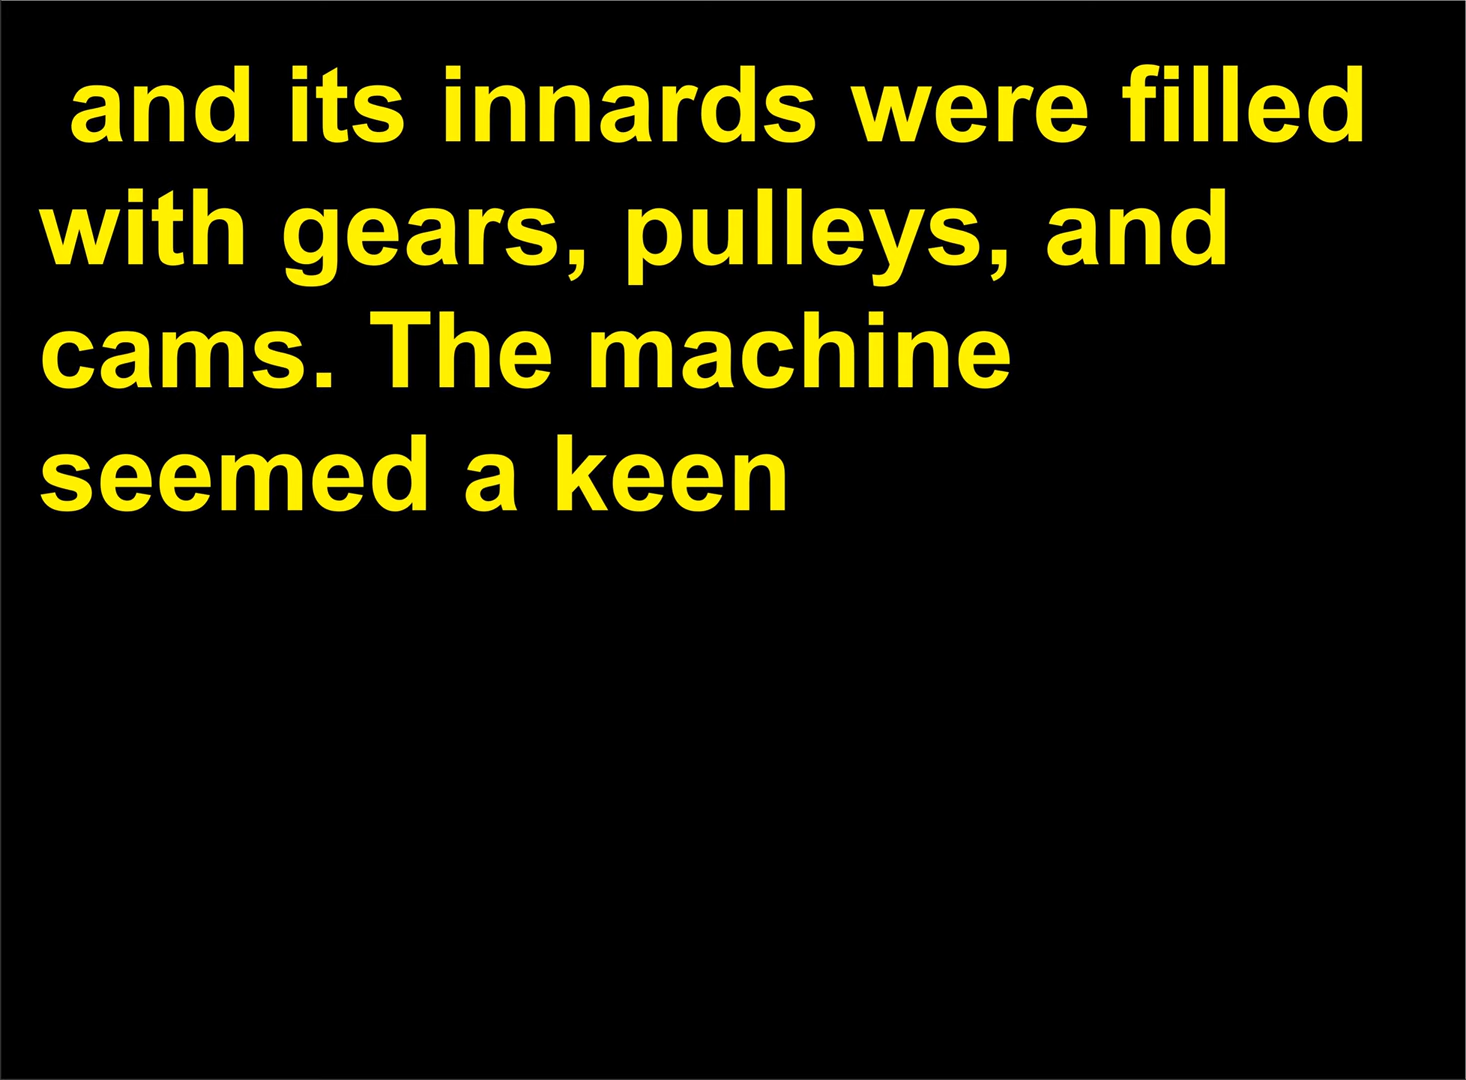 and its innards were filled
with gears, pulleys, and
cams. The machine
seemed a keen